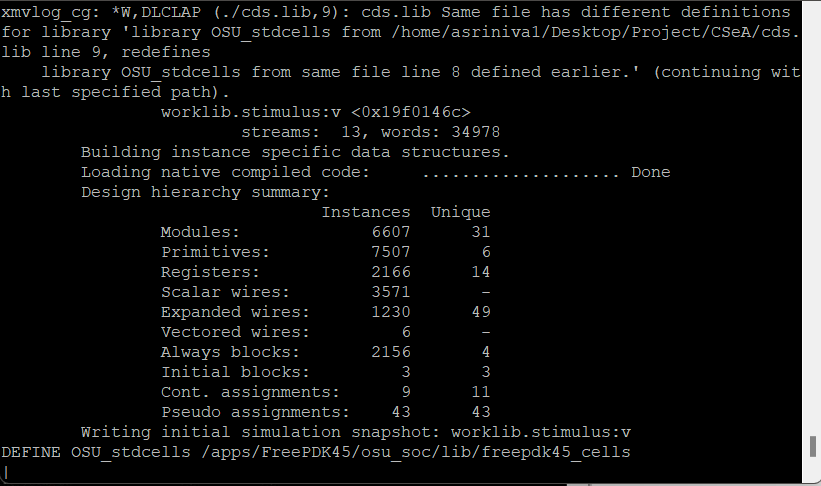 xmvlog_cg: *W,DLCLAP (./cds.lib,9): cds.lib Same file has different definitions
for library 'library OSU_stdcells from /home/asriniva1/Desktop/Project/CSeA/cds.
lib line 9, redefines
    library OSU_stdcells from same file line 8 defined earlier.' (continuing wit
h last specified path).
                worklib.stimulus:v <0x19f0146c>
                        streams:  13, words: 34978
        Building instance specific data structures.
        Loading native compiled code:     .................... Done
        Design hierarchy summary:
                                Instances  Unique
                Modules:             6607      31
                Primitives:          7507       6
                Registers:           2166      14
                Scalar wires:        3571       -
                Expanded wires:      1230      49
                Vectored wires:         6       -
                Always blocks:       2156       4
                Initial blocks:         3       3
                Cont. assignments:      9      11
                Pseudo assignments:    43      43
        Writing initial simulation snapshot: worklib.stimulus:v
DEFINE OSU_stdcells /apps/FreePDK45/osu_soc/lib/freepdk45_cells